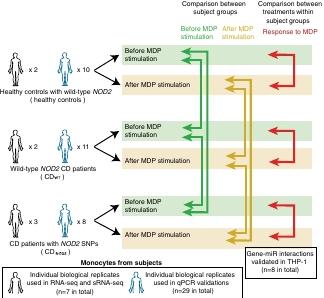 Comparison between
subject groups
Comparison between
treatments within
subject groups
Before MDP
stimulation
After MDP
stimulation
Response to MDP
x 2
x 10
Before MDP
stimulation
After MDP stimulation
Healthy controls with wild-type NOD2
( healthy controls )
x 2
x 11
Before MDP
stimulation
After MDP stimulation
Wild-type NOD2 CD patients
( CDWT )
x 3
x 8
Before MDP
stimulation
After MDP
stimulation
CD patients with NOD2 SNPs
Gene-miR interactions
validated in THP-1
(n=8 in total)
Monocytes from subjects
Individual biological replicates
used in RNA-seq and sRNA-seq
(n=7 in total)
Individual biological replicates
used in qPCR validations
(n=29 in total)